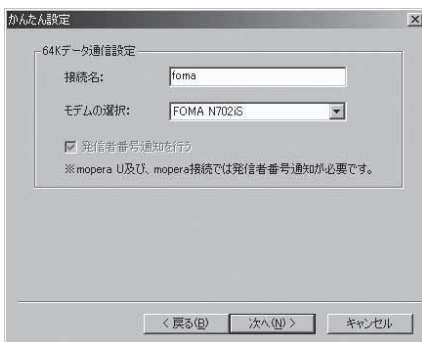 かんたん設定
64Kデータ通信設定
接続名: foma
モデムの選択: FOMA N702iS
発信者番号通知を行う
※mopera U及び、mopera接続では発信者番号通知が必要です。
< 戻る(B) 次へ(N) > キャンセル